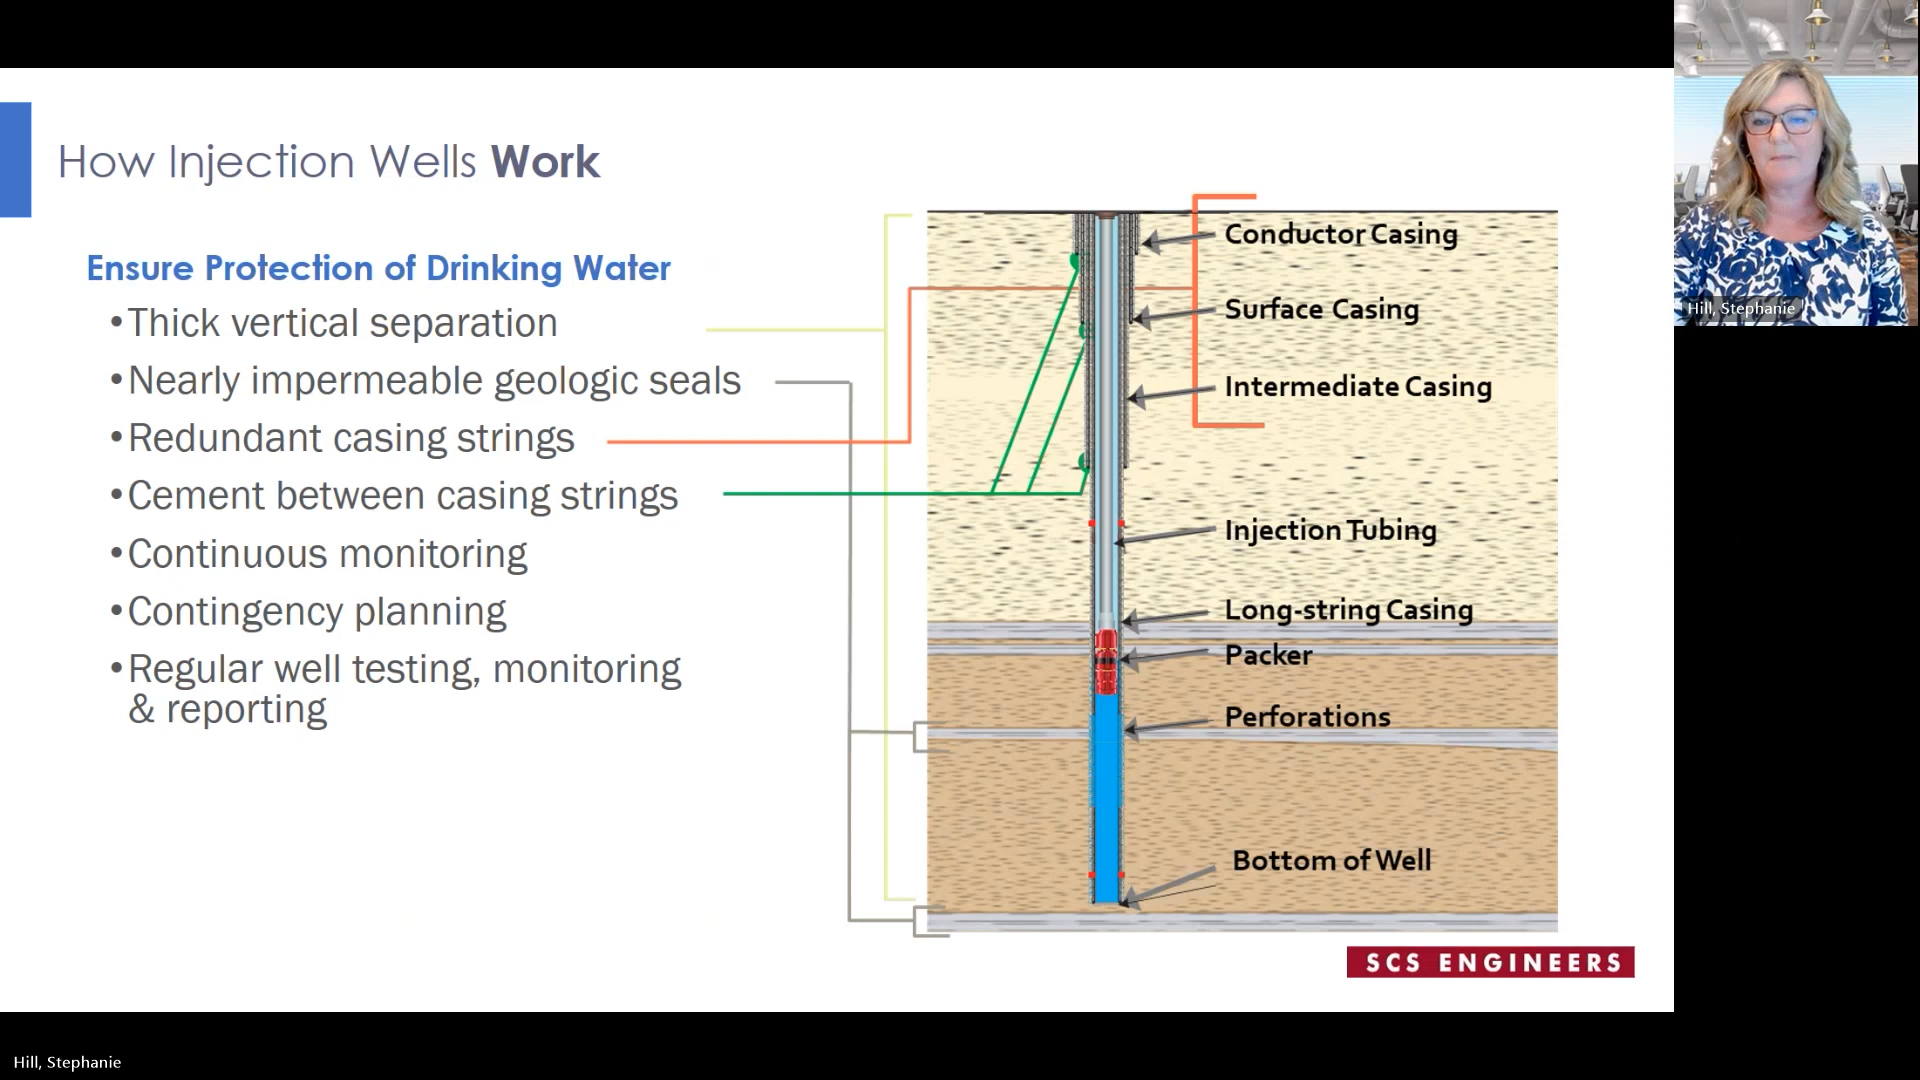 How Injection Wells Work
Ensure Protection of Drinking Water
•Thick vertical separation
•Nearly impermeable geologic seals
•Redundant casing strings
•Cement between casing strings
•Continuous monitoring
•Contingency planning
•Regular well testing, monitoring
& reporting
Conductor Casing
Surface Casing
Intermediate Casing
Injection Tubing
Long-string Casing
Packer
Perforations
Bottom of Well
SCS ENGINEERS
Hill, Stephanie
Hill, Stephanie